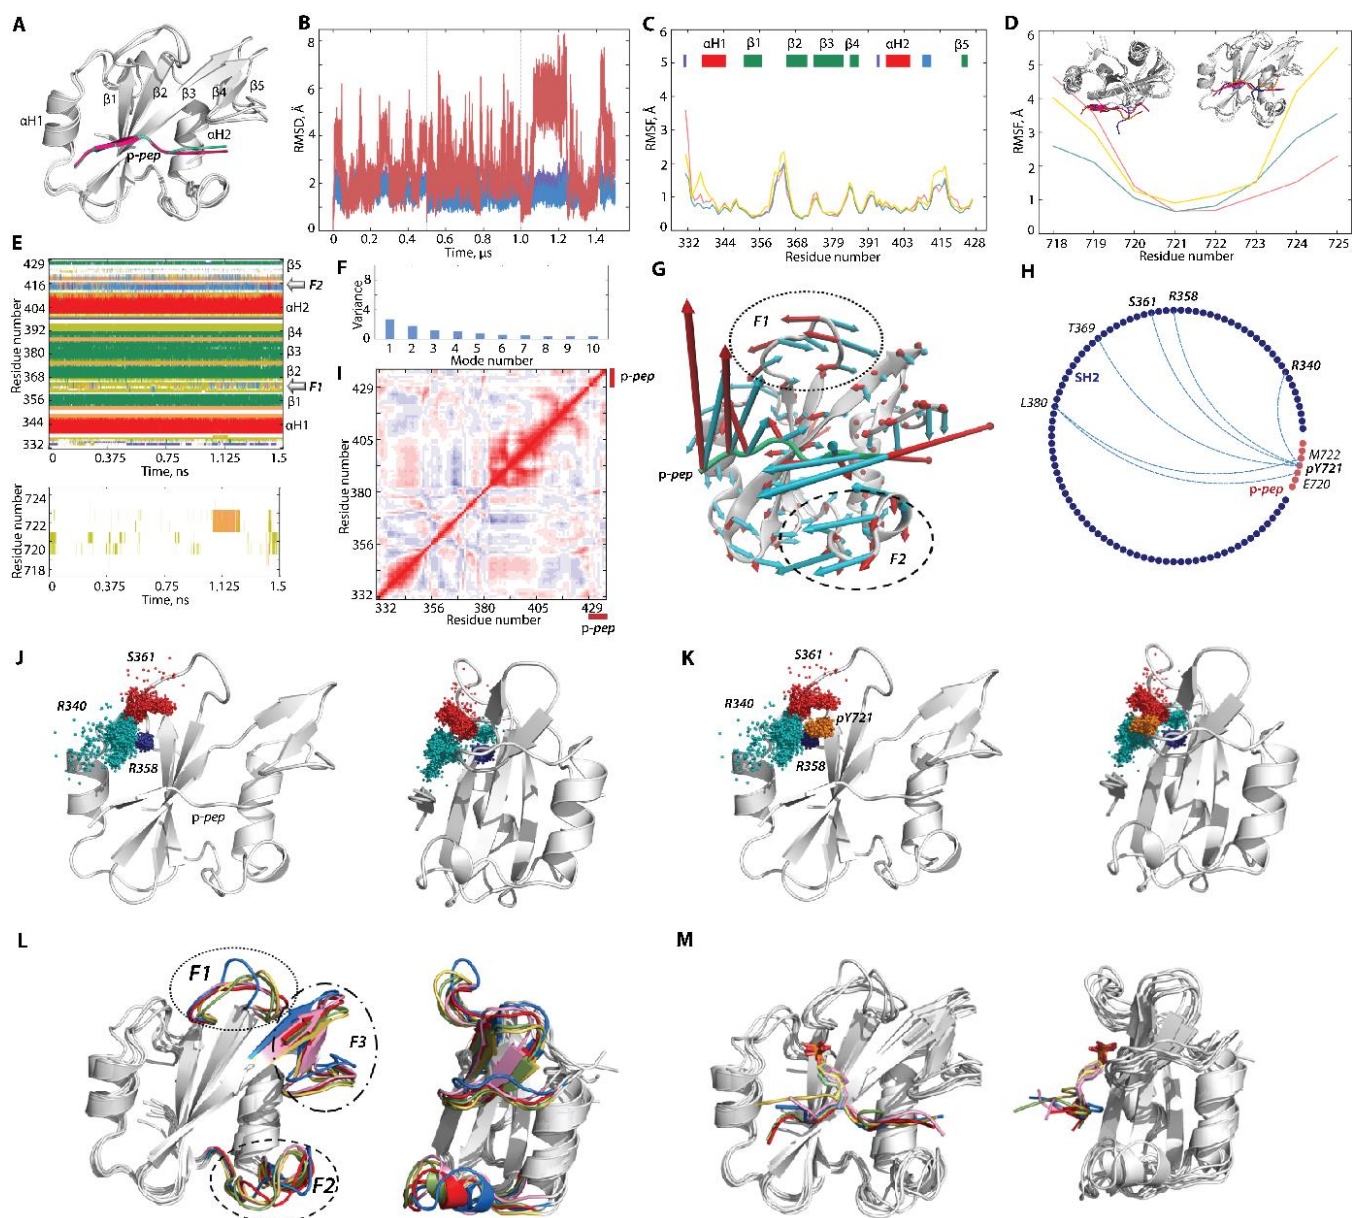 A
β1
β2
β3
β4
β5
αH1
αH2
p-pep
B
RMSD, Å
8
6
4
2
0
0 0.2 0.4 0.6 0.8 1.0 1.2 1.4
Time, μs
C
RMSF, Å
6
5
4
3
2
1
0
αH1 β1 β2 β3 β4 αH2 β5
332 344 356 368 379 391 403 415 428
Residue number
D
RMSF, Å
6
5
4
3
2
1
0
718 719 720 721 722 723 724 725
Residue number
E
Residue number
429
416
404
392
380
368
356
344
332
β5
F2
αH2
β4
β3
β2
F1
β1
αH1
0 0.375 0.75 1.125 1.5
Time, ns
Residue number
724
722
720
718
0 0.375 0.75 1.125 1.5
Time, ns
F
Variance
8
4
0
1 2 3 4 5 6 7 8 9 10
Mode number
I
p-pep
Residue number
429
405
380
356
332
332 356 380 405 429
Residue number
p-pep
G
F1
p-pep
F2
H
R358
S361
T369
R340
SH2
L380
M722
pY721
E720
p-pep
J
S361
R340
R358
p-pep
K
S361
R340
pY721
R358
L
F1
F3
F2
M